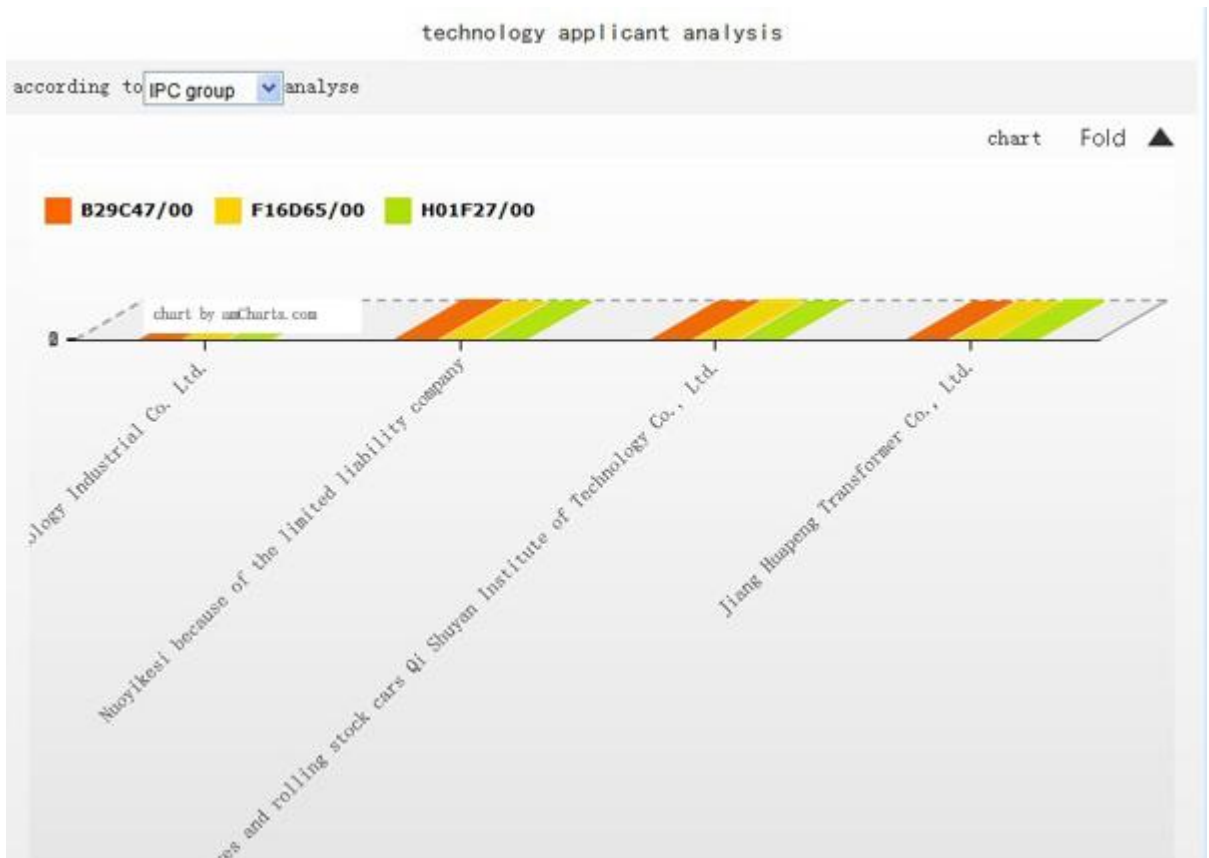 technology applicant analysis
according to IPC group analyse
chart Fold
B29C47/00 F16D65/00 H01F27/00
chart by amCharts.com
0
ology Industrial Co. Ltd.
Nuoyikesi because of the limited liability company
es and rolling stock cars Qi Shuyan Institute of Technology Co., Ltd.
Jiang Huapeng Transformer Co., Ltd.